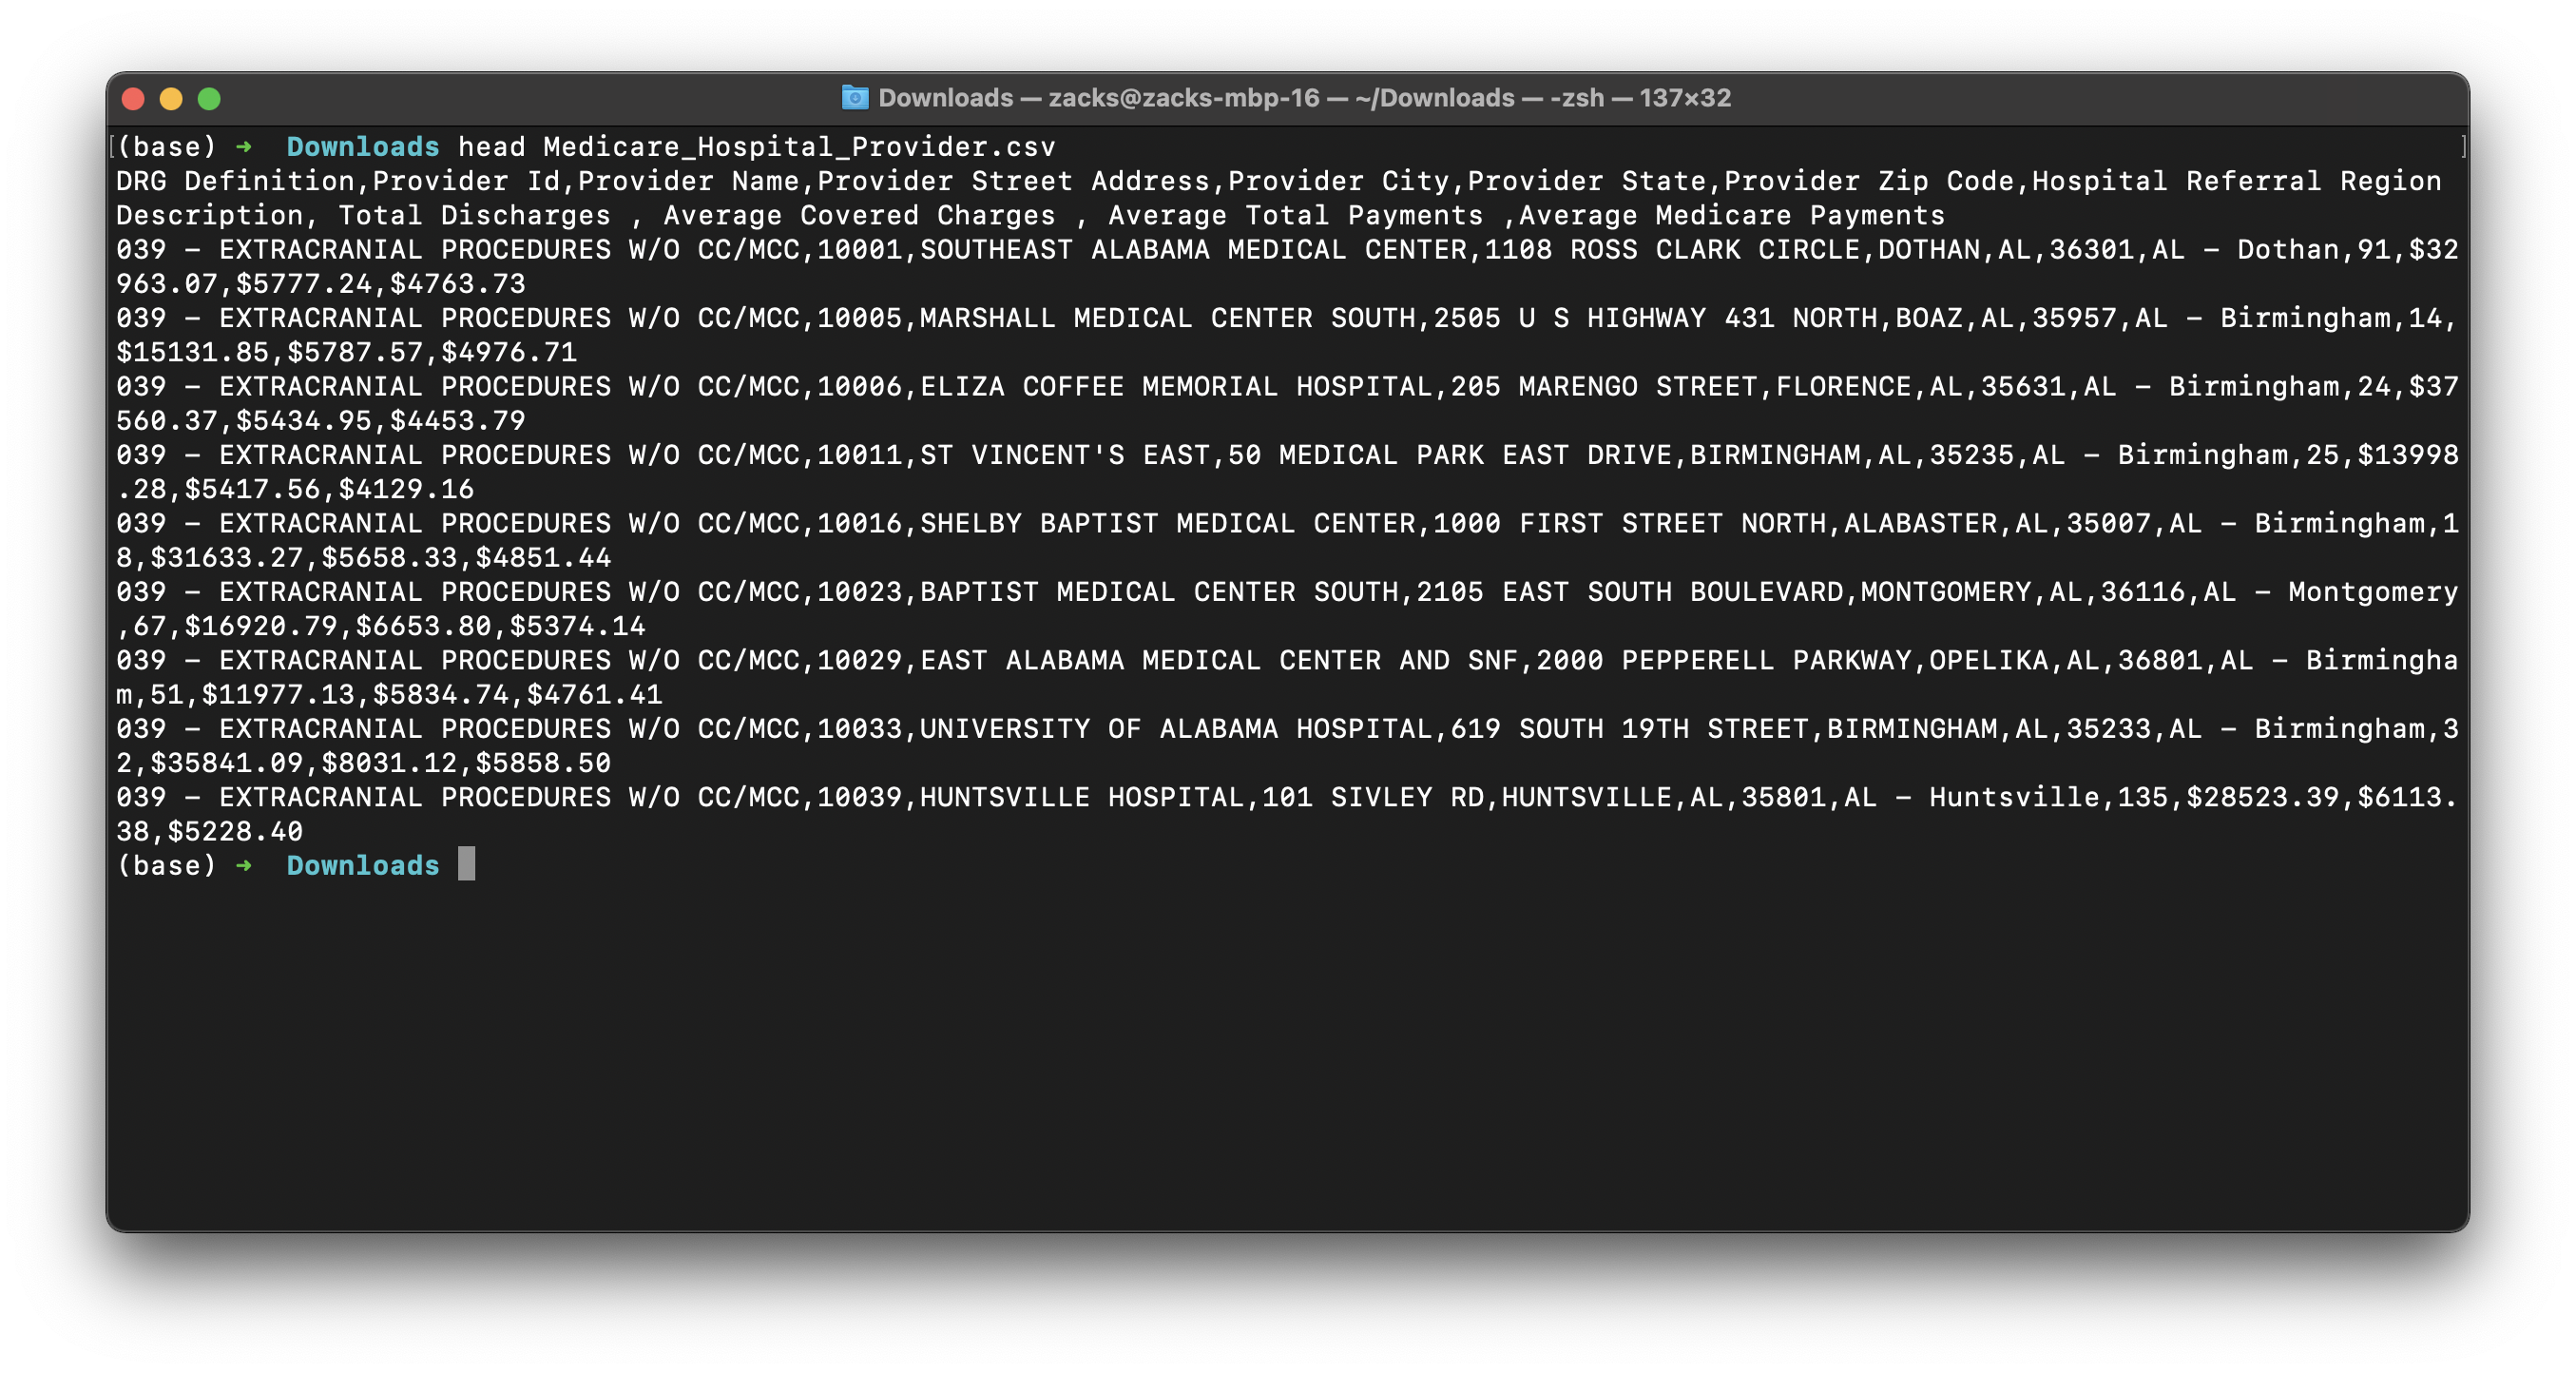 Downloads — zacks@zacks-mbp-16 — ~/Downloads — -zsh — 137×32
[(base) ➜  Downloads head Medicare_Hospital_Provider.csv ]
DRG Definition,Provider Id,Provider Name,Provider Street Address,Provider City,Provider State,Provider Zip Code,Hospital Referral Region
Description, Total Discharges , Average Covered Charges , Average Total Payments ,Average Medicare Payments
039 - EXTRACRANIAL PROCEDURES W/O CC/MCC,10001,SOUTHEAST ALABAMA MEDICAL CENTER,1108 ROSS CLARK CIRCLE,DOTHAN,AL,36301,AL - Dothan,91,$32
963.07,$5777.24,$4763.73
039 - EXTRACRANIAL PROCEDURES W/O CC/MCC,10005,MARSHALL MEDICAL CENTER SOUTH,2505 U S HIGHWAY 431 NORTH,BOAZ,AL,35957,AL - Birmingham,14,
$15131.85,$5787.57,$4976.71
039 - EXTRACRANIAL PROCEDURES W/O CC/MCC,10006,ELIZA COFFEE MEMORIAL HOSPITAL,205 MARENGO STREET,FLORENCE,AL,35631,AL - Birmingham,24,$37
560.37,$5434.95,$4453.79
039 - EXTRACRANIAL PROCEDURES W/O CC/MCC,10011,ST VINCENT'S EAST,50 MEDICAL PARK EAST DRIVE,BIRMINGHAM,AL,35235,AL - Birmingham,25,$13998
.28,$5417.56,$4129.16
039 - EXTRACRANIAL PROCEDURES W/O CC/MCC,10016,SHELBY BAPTIST MEDICAL CENTER,1000 FIRST STREET NORTH,ALABASTER,AL,35007,AL - Birmingham,1
8,$31633.27,$5658.33,$4851.44
039 - EXTRACRANIAL PROCEDURES W/O CC/MCC,10023,BAPTIST MEDICAL CENTER SOUTH,2105 EAST SOUTH BOULEVARD,MONTGOMERY,AL,36116,AL - Montgomery
,67,$16920.79,$6653.80,$5374.14
039 - EXTRACRANIAL PROCEDURES W/O CC/MCC,10029,EAST ALABAMA MEDICAL CENTER AND SNF,2000 PEPPERELL PARKWAY,OPELIKA,AL,36801,AL - Birmingha
m,51,$11977.13,$5834.74,$4761.41
039 - EXTRACRANIAL PROCEDURES W/O CC/MCC,10033,UNIVERSITY OF ALABAMA HOSPITAL,619 SOUTH 19TH STREET,BIRMINGHAM,AL,35233,AL - Birmingham,3
2,$35841.09,$8031.12,$5858.50
039 - EXTRACRANIAL PROCEDURES W/O CC/MCC,10039,HUNTSVILLE HOSPITAL,101 SIVLEY RD,HUNTSVILLE,AL,35801,AL - Huntsville,135,$28523.39,$6113.
38,$5228.40
(base) ➜  Downloads